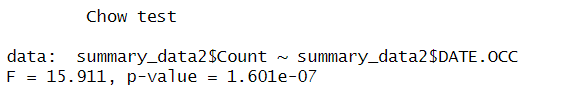 Chow test
data:  summary_data2$Count ~ summary_data2$DATE.OCC
F = 15.911, p-value = 1.601e-07